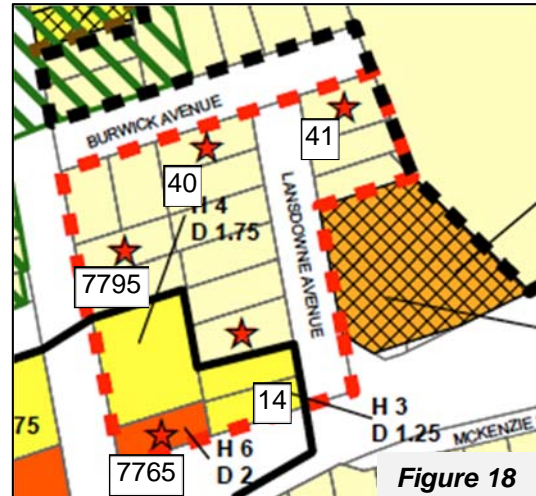 BURWICK AVENUE
41
40
H 4
D 1.75
LANSDOWNE AVENUE
7795
75
14
H 3
D 1.25
H 6
D 2
7765
MCKENZIE
Figure 18